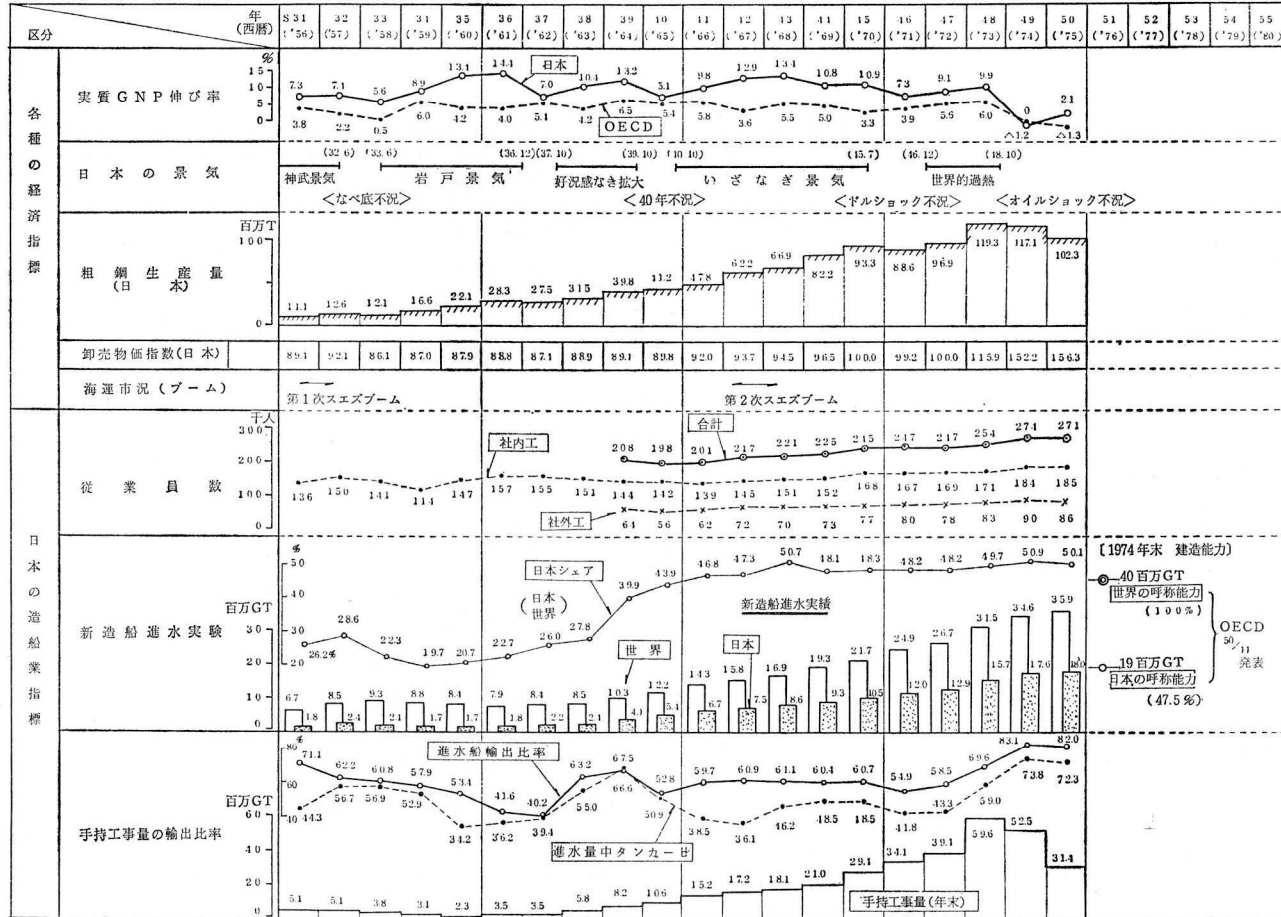 区分
年
(西暦)
S31 32 33 34 35 36 37 38 39 40 41 42 43 44 45 46 47 48 49 50 51 52 53 54 55
('56) ('57) ('58) ('59) ('60) ('61) ('62) ('63) ('64) ('65) ('66) ('67) ('68) ('69) ('70) ('71) ('72) ('73) ('74) ('75) ('76) ('77) ('78) ('79) ('80)
各種の経済指標
実質GNP伸び率
%
15
10
5
0
日本
7.3 7.4 5.6 8.9 13.4 14.4 7.0 10.4 13.2 5.1 9.8 12.9 13.4 10.8 10.9 7.3 9.1 9.9 △1.2 2.1
OECD
3.8 2.2 0.5 6.0 4.2 4.0 5.4 4.2 6.5 5.4 5.8 3.6 5.5 5.0 3.3 3.9 5.6 6.0 0 △1.3
日本の景気
(32.6) (33.6) (36.12) (37.10) (39.10) (40.10) (45.7) (46.12) (48.10)
神武景気 岩戸景気 好況感なき拡大 いざなぎ景気 世界的過熱
<なべ底不況> <40年不況> <ドルショック不況> <オイルショック不況>
粗鋼生産量
(日本)
百万T
100
0
11.1 12.6 12.1 16.6 22.1 28.3 27.5 31.5 39.8 41.2 47.8 62.2 66.9 82.2 93.3 88.6 96.9 119.3 117.1 102.3
卸売物価指数(日本) 89.4 92.1 86.1 87.0 87.9 88.8 87.4 88.9 89.1 89.8 92.0 93.7 94.5 96.5 100.0 99.2 100.0 115.9 152.2 156.3
海運市況(ブーム)
第1次スエズブーム 第2次スエズブーム
日本の造船業指標
従業員数
千人
300
200
100
0
合計
208 198 201 217 221 225 245 247 247 254 274 271
社内工
136 150 141 114 147 157 155 151 144 142 139 145 151 152 168 167 169 171 184 185
社外工
64 56 62 72 70 73 77 80 78 83 90 86
新造船進水実験
%
50
40
30
20
百万GT
30
20
10
0
日本シェア
(日本
世界)
26.2% 28.6 22.3 19.7 20.7 22.7 26.0 27.8 39.9 43.9 46.8 47.3 50.7 48.1 48.3 48.2 48.2 49.7 50.9 50.1
新造船進水実績
世界
6.7 8.5 9.3 8.8 8.4 7.9 8.4 8.5 10.3 12.2 14.3 15.8 16.9 19.3 21.7 24.9 26.7 31.5 34.6 35.9
日本
1.8 2.4 2.1 1.7 1.7 1.8 2.2 2.4 4.1 5.4 6.7 7.5 8.6 9.3 10.5 12.0 12.9 15.7 17.6 18.0
〔1974年末 建造能力〕
40百万GT
世界の呼称能力
(100%)
19百万GT
日本の呼称能力
(47.5%)
OECD
50/11
発表
手持工事量の輸出比率
%
80
60
40
百万GT
60
40
20
0
進水船輸出比率
71.1 62.2 60.8 57.9 53.4 41.6 40.2 63.2 67.5 52.8 59.7 60.9 61.1 60.4 60.7 54.9 58.5 69.6 83.1 82.0
進水量中タンカー比
44.3 56.7 56.9 52.9 34.2 36.2 39.4 55.0 66.6 50.9 38.5 36.1 46.2 48.5 48.5 41.8 43.3 59.0 73.8 72.3
手持工事量(年末)
5.1 5.1 3.8 3.1 2.3 3.5 3.5 5.8 8.2 10.6 15.2 17.2 18.1 21.0 29.4 34.1 39.4 59.6 52.5 31.4